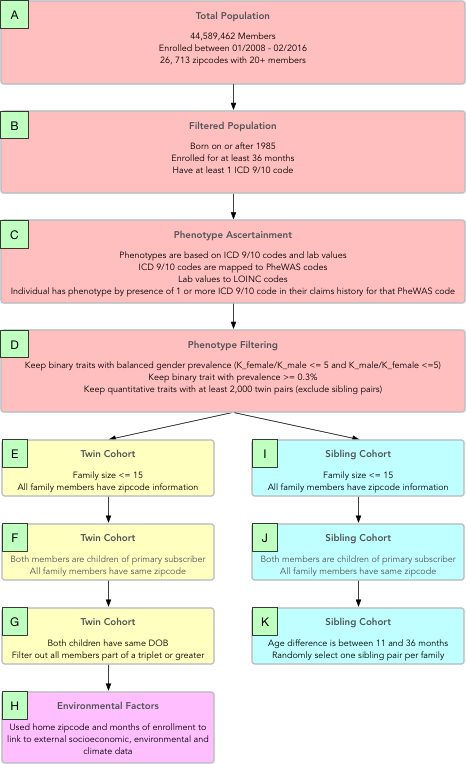 A
Total Population
44,589,462 Members
Enrolled between 01/2008 - 02/2016
26, 713 zipcodes with 20+ members
B
Filtered Population
Born on or after 1985
Enrolled for at least 36 months
Have at least 1 ICD 9/10 code
C
Phenotype Ascertainment
Phenotypes are based on ICD 9/10 codes and lab values
ICD 9/10 codes are mapped to PheWAS codes
Lab values to LOINC codes
Individual has phenotype by presence of 1 or more ICD 9/10 code in their claims history for that PheWAS code
D
Phenotype Filtering
Keep binary traits with balanced gender prevalence (K_female/K_male <= 5 and K_male/K_female <=5)
Keep binary trait with prevalence >= 0.3%
Keep quantitative traits with at least 2,000 twin pairs (exclude sibling pairs)
E
Twin Cohort
Family size <= 15
All family members have zipcode information
I
Sibling Cohort
Family size <= 15
All family members have zipcode information
F
Twin Cohort
Both members are children of primary subscriber
All family members have same zipcode
J
Sibling Cohort
Both members are children of primary subscriber
All family members have same zipcode
G
Twin Cohort
Both children have same DOB
Filter out all members part of a triplet or greater
K
Sibling Cohort
Age difference is between 11 and 36 months
Randomly select one sibling pair per family
H
Environmental Factors
Used home zipcode and months of enrollment to
link to external socioeconomic, environmental and
climate data